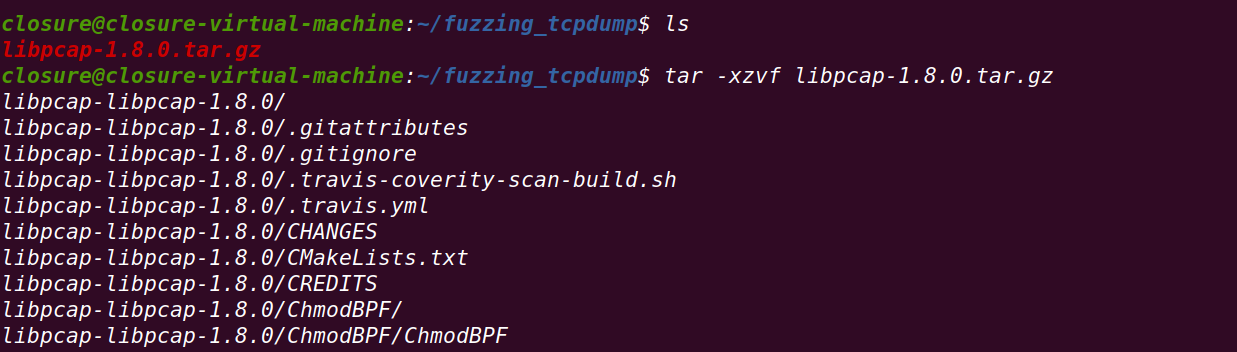 closure@closure-virtual-machine:~/fuzzing_tcpdump$ ls
libpcap-1.8.0.tar.gz
closure@closure-virtual-machine:~/fuzzing_tcpdump$ tar -xzvf libpcap-1.8.0.tar.gz
libpcap-libpcap-1.8.0/
libpcap-libpcap-1.8.0/.gitattributes
libpcap-libpcap-1.8.0/.gitignore
libpcap-libpcap-1.8.0/.travis-coverity-scan-build.sh
libpcap-libpcap-1.8.0/.travis.yml
libpcap-libpcap-1.8.0/CHANGES
libpcap-libpcap-1.8.0/CMakeLists.txt
libpcap-libpcap-1.8.0/CREDITS
libpcap-libpcap-1.8.0/ChmodBPF/
libpcap-libpcap-1.8.0/ChmodBPF/ChmodBPF